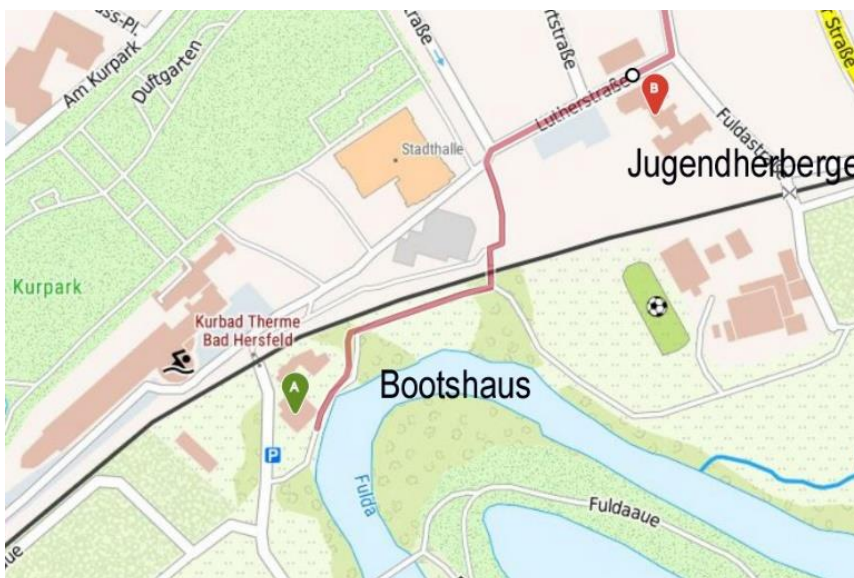 Am Kurpark
Duftgarten
Stadthalle
Lutherstraße
B
Fuldastraße
Jugendherberge
Kurpark
Kurbad Therme
Bad Hersfeld
A
Bootshaus
P
Fulda
Fuldaaue